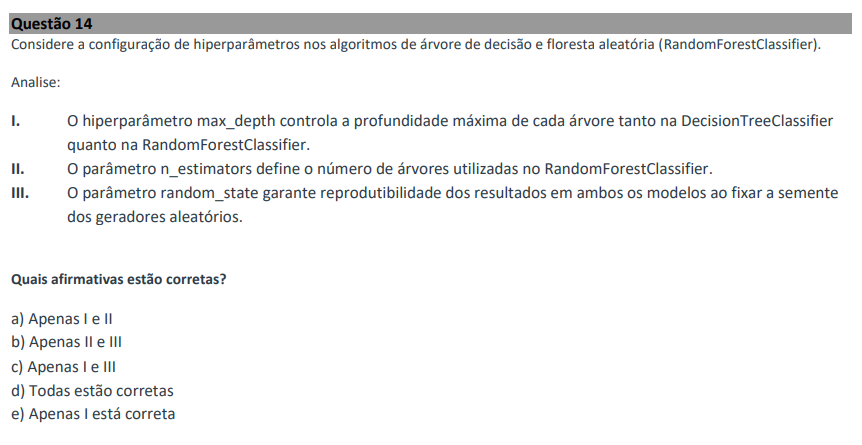 Questão 14
Considere a configuração de hiperparâmetros nos algoritmos de árvore de decisão e floresta aleatória (RandomForestClassifier).
Analise:
I. O hiperparâmetro max_depth controla a profundidade máxima de cada árvore tanto na DecisionTreeClassifier
quanto na RandomForestClassifier.
II. O parâmetro n_estimators define o número de árvores utilizadas no RandomForestClassifier.
III. O parâmetro random_state garante reprodutibilidade dos resultados em ambos os modelos ao fixar a semente
dos geradores aleatórios.
Quais afirmativas estão corretas?
a) Apenas I e II
b) Apenas II e III
c) Apenas I e III
d) Todas estão corretas
e) Apenas I está correta